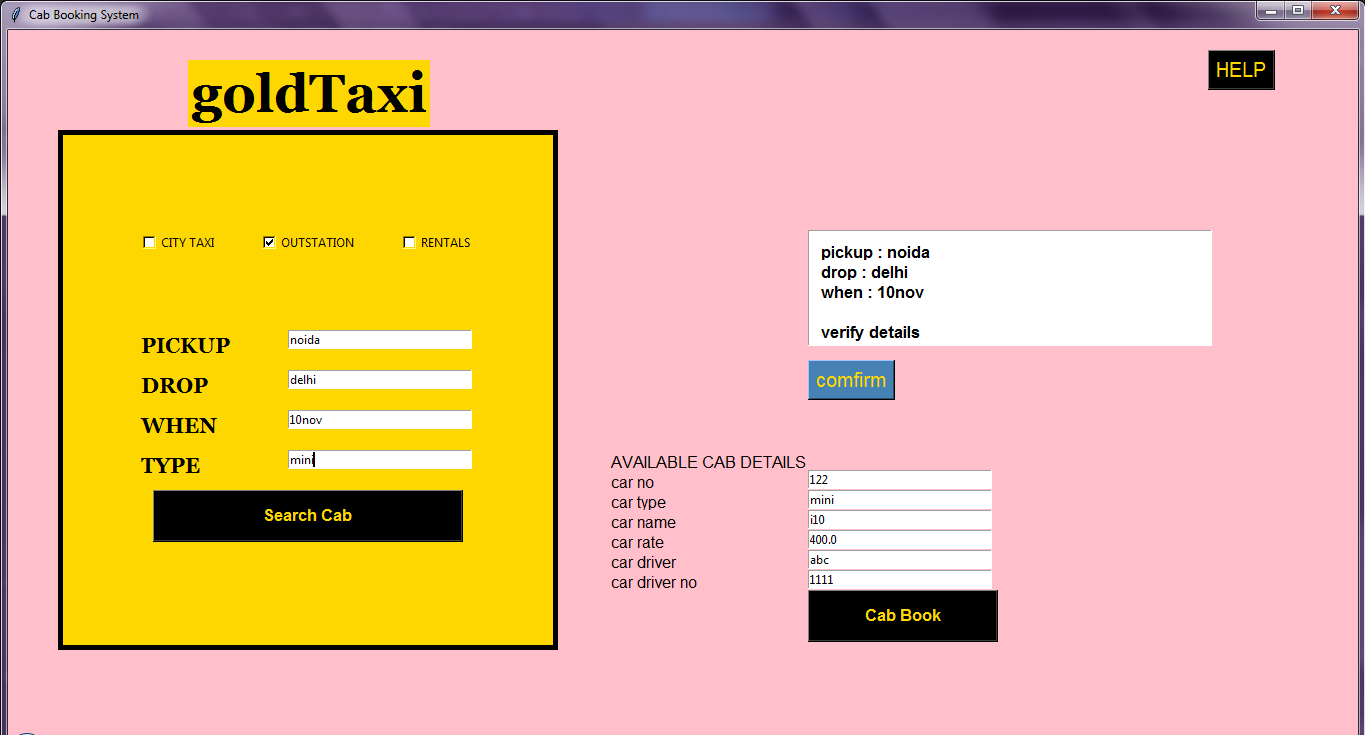 Cab Booking System
HELP
goldTaxi
CITY TAXI OUTSTATION RENTALS
PICKUP noida
DROP delhi
WHEN 10nov
TYPE mini
Search Cab
pickup : noida
drop : delhi
when : 10nov
verify details
comfirm
AVAILABLE CAB DETAILS
car no 122
car type mini
car name i10
car rate 400.0
car driver abc
car driver no 1111
Cab Book